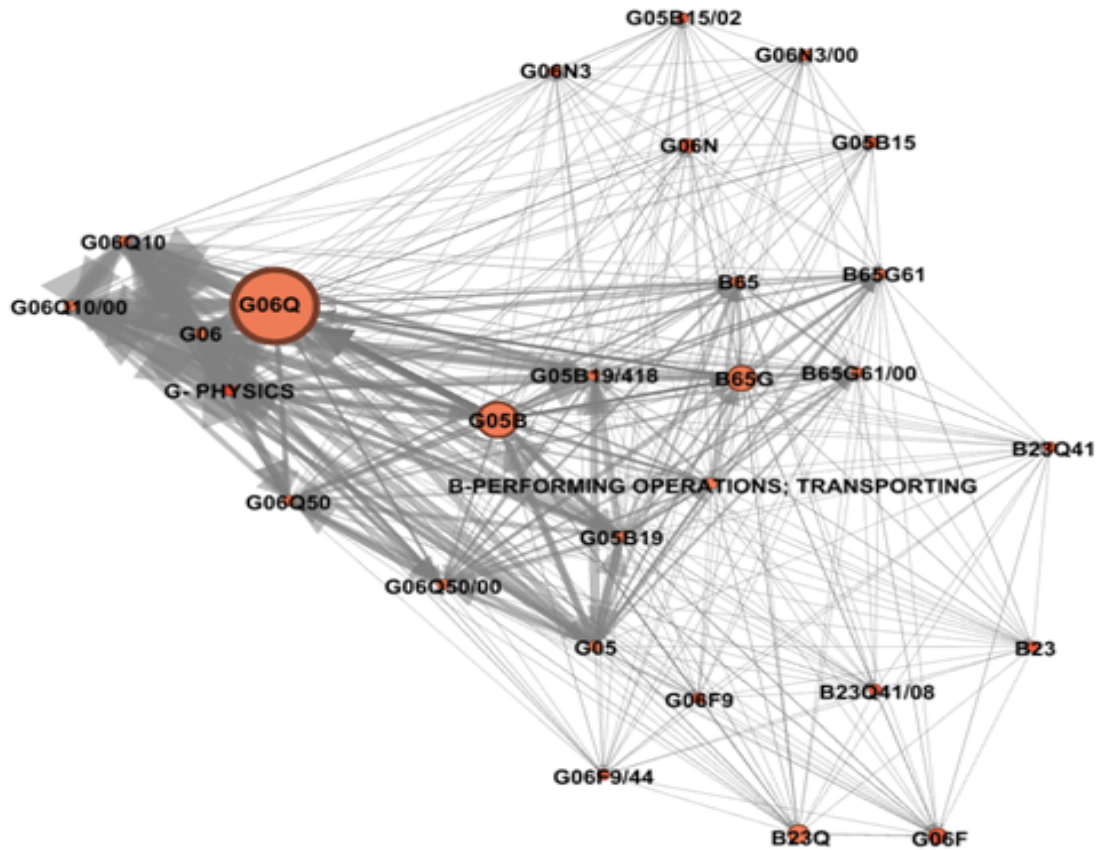 G05B15/02
G06N3/00
G06N3
G06N
G05B15
G06Q10
G06Q10/00
G06Q
G06
B65
B65G61
G- PHYSICS
G05B19/418
B65G
B65G61/00
G05B
B23Q41
B-PERFORMING OPERATIONS; TRANSPORTING
G06Q50
G05B19
G06Q50/00
G05
B23
G06F9
B23Q41/08
G06F9/44
B23Q
G06F